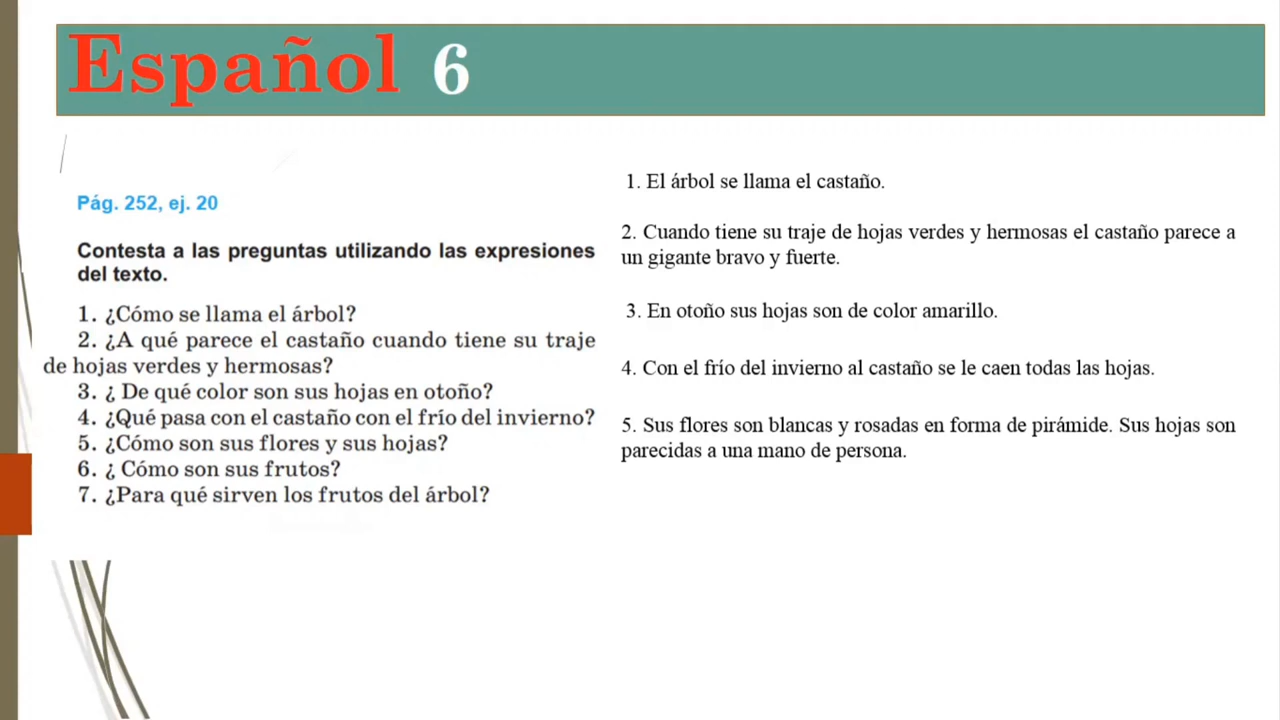 Español 6
Pág. 252, ej. 20
Contesta a las preguntas utilizando las expresiones
del texto.
1. ¿Cómo se llama el árbol?
2. ¿A qué parece el castaño cuando tiene su traje
de hojas verdes y hermosas?
3. ¿ De qué color son sus hojas en otoño?
4. ¿Qué pasa con el castaño con el frío del invierno?
5. ¿Cómo son sus flores y sus hojas?
6. ¿ Cómo son sus frutos?
7. ¿Para qué sirven los frutos del árbol?
1. El árbol se llama el castaño.
2. Cuando tiene su traje de hojas verdes y hermosas el castaño parece a
un gigante bravo y fuerte.
3. En otoño sus hojas son de color amarillo.
4. Con el frío del invierno al castaño se le caen todas las hojas.
5. Sus flores son blancas y rosadas en forma de pirámide. Sus hojas son
parecidas a una mano de persona.